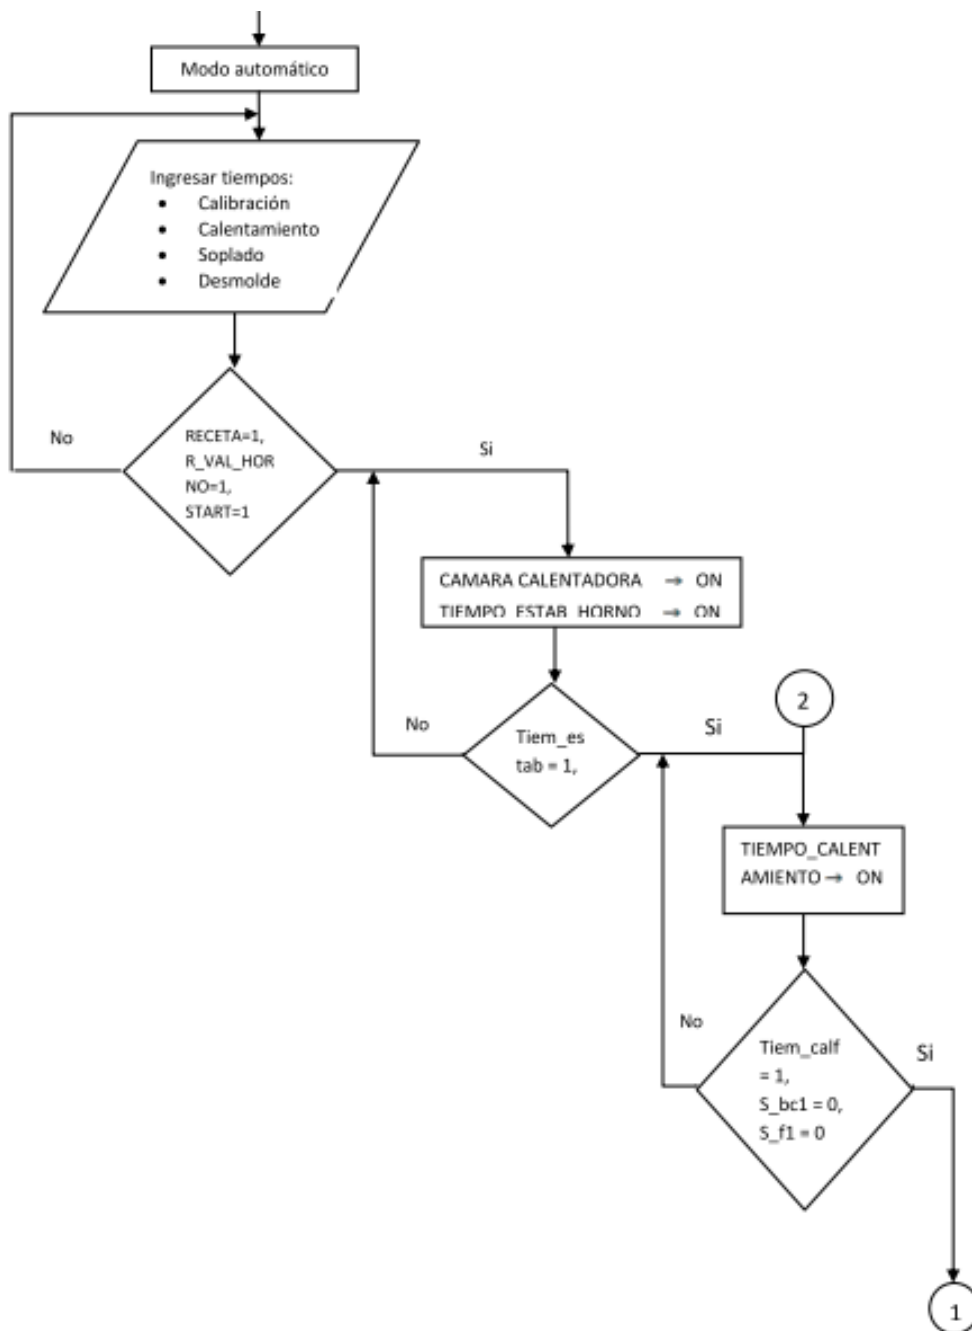 Modo automático
Ingresar tiempos:
• Calibración
• Calentamiento
• Soplado
• Desmolde
No
RECETA=1,
R_VAL_HOR
NO=1,
START=1
Si
CAMARA CALENTADORA → ON
TIEMPO_ESTAB_HORNO → ON
No
Tiem_es
tab = 1,
Si
2
TIEMPO_CALENT
AMIENTO → ON
No
Tiem_calf
= 1,
S_bc1 = 0,
S_f1 = 0
Si
1